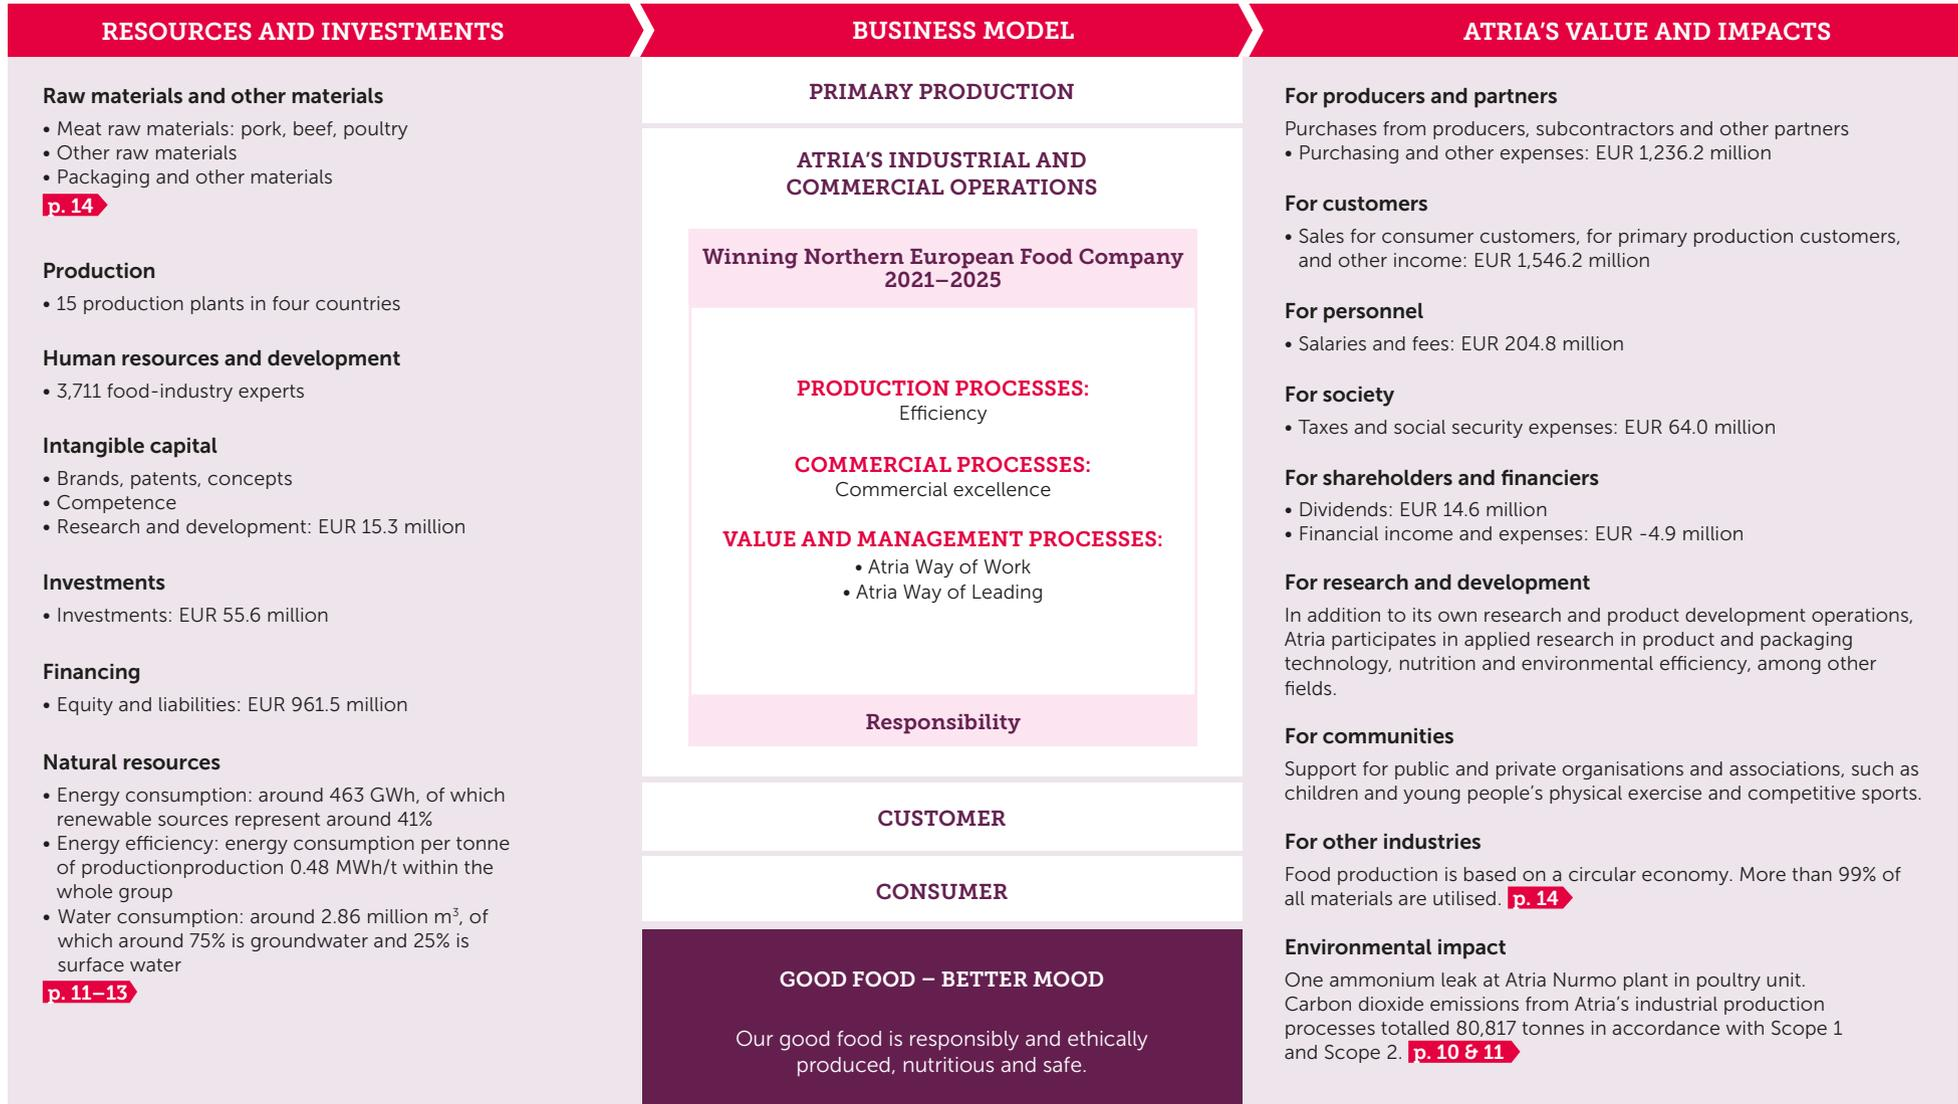 RESOURCES AND INVESTMENTS
Raw materials and other materials
• Meat raw materials: pork, beef, poultry
• Other raw materials
• Packaging and other materials
p. 14
Production
• 15 production plants in four countries
Human resources and development
• 3,711 food-industry experts
Intangible capital
• Brands, patents, concepts
• Competence
• Research and development: EUR 15.3 million
Investments
• Investments: EUR 55.6 million
Financing
• Equity and liabilities: EUR 961.5 million
Natural resources
• Energy consumption: around 463 GWh, of which
renewable sources represent around 41%
• Energy efficiency: energy consumption per tonne
of productionproduction 0.48 MWh/t within the
whole group
• Water consumption: around 2.86 million m³, of
which around 75% is groundwater and 25% is
surface water
p. 11–13
BUSINESS MODEL
PRIMARY PRODUCTION
ATRIA’S INDUSTRIAL AND
COMMERCIAL OPERATIONS
Winning Northern European Food Company
2021–2025
PRODUCTION PROCESSES:
Efficiency
COMMERCIAL PROCESSES:
Commercial excellence
VALUE AND MANAGEMENT PROCESSES:
• Atria Way of Work
• Atria Way of Leading
Responsibility
CUSTOMER
CONSUMER
GOOD FOOD – BETTER MOOD
Our good food is responsibly and ethically
produced, nutritious and safe.
ATRIA’S VALUE AND IMPACTS
For producers and partners
Purchases from producers, subcontractors and other partners
• Purchasing and other expenses: EUR 1,236.2 million
For customers
• Sales for consumer customers, for primary production customers,
and other income: EUR 1,546.2 million
For personnel
• Salaries and fees: EUR 204.8 million
For society
• Taxes and social security expenses: EUR 64.0 million
For shareholders and financiers
• Dividends: EUR 14.6 million
• Financial income and expenses: EUR -4.9 million
For research and development
In addition to its own research and product development operations,
Atria participates in applied research in product and packaging
technology, nutrition and environmental efficiency, among other
fields.
For communities
Support for public and private organisations and associations, such as
children and young people’s physical exercise and competitive sports.
For other industries
Food production is based on a circular economy. More than 99% of
all materials are utilised. p. 14
Environmental impact
One ammonium leak at Atria Nurmo plant in poultry unit.
Carbon dioxide emissions from Atria’s industrial production
processes totalled 80,817 tonnes in accordance with Scope 1
and Scope 2. p. 10 & 11